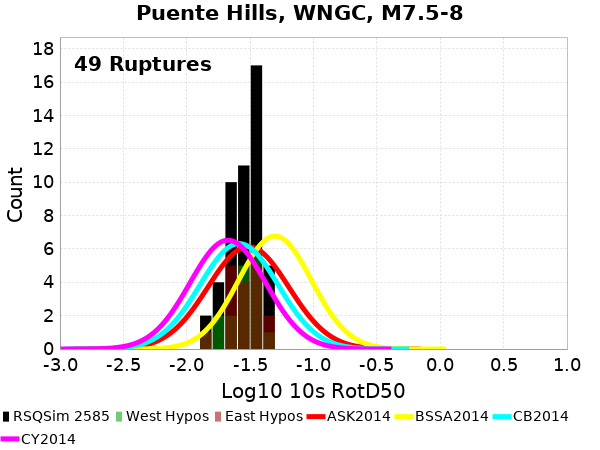 Puente Hills, WNGC, M7.5-8
49 Ruptures
Count
18
16
14
12
10
8
6
4
2
0
-3.0 -2.5 -2.0 -1.5 -1.0 -0.5 0.0 0.5 1.0
Log10 10s RotD50
RSQSim 2585 West Hypos East Hypos ASK2014 BSSA2014 CB2014
CY2014